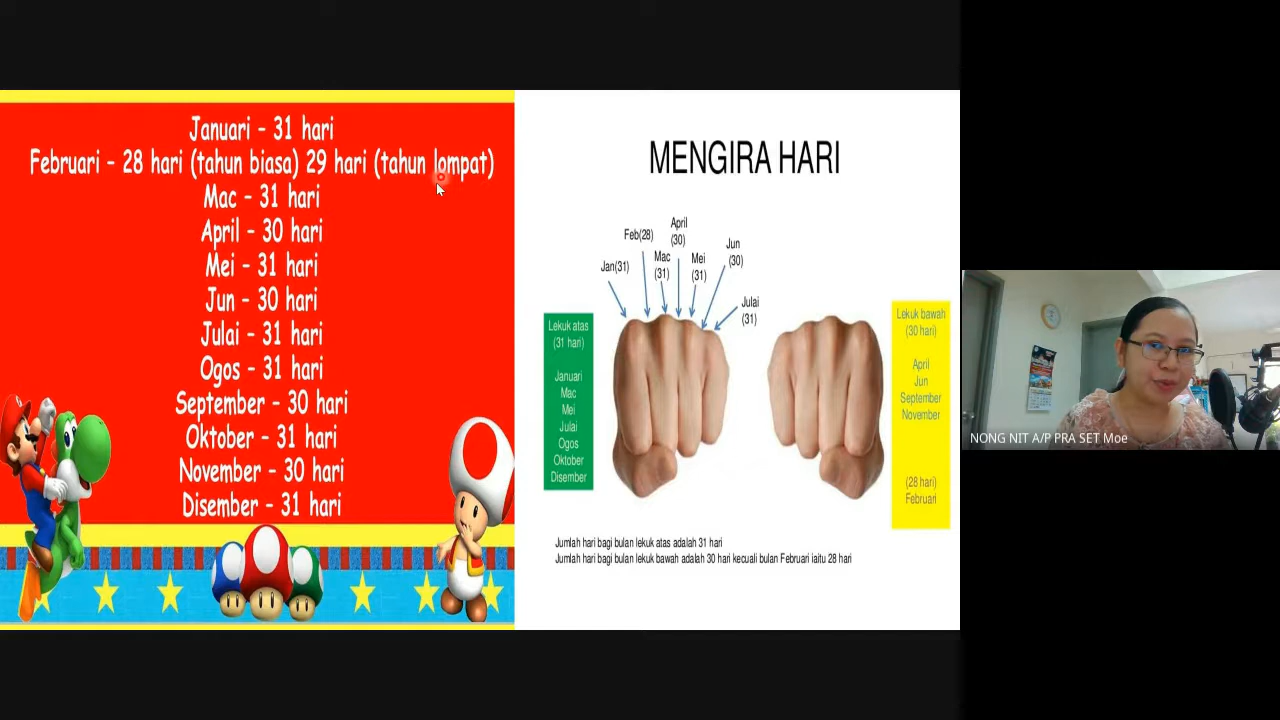 Januari - 31 hari
Februari - 28 hari (tahun biasa) 29 hari (tahun lompat)
Mac - 31 hari
April - 30 hari
Mei - 31 hari
Jun - 30 hari
Julai - 31 hari
Ogos - 31 hari
September - 30 hari
Oktober - 31 hari
November - 30 hari
Disember - 31 hari
MENGIRA HARI
Jan(31)
Feb(28)
Mac
(31)
April
(30)
Mei
(31)
Jun
(30)
Julai
(31)
Lekuk atas
(31 hari)
Januari
Mac
Mei
Julai
Ogos
Oktober
Disember
Lekuk bawah
(30 hari)
April
Jun
September
November
(28 hari)
Februari
Jumlah hari bagi bulan lekuk atas adalah 31 hari
Jumlah hari bagi bulan lekuk bawah adalah 30 hari kecuali bulan Februari iaitu 28 hari
NONG NIT A/P PRA SET Moe